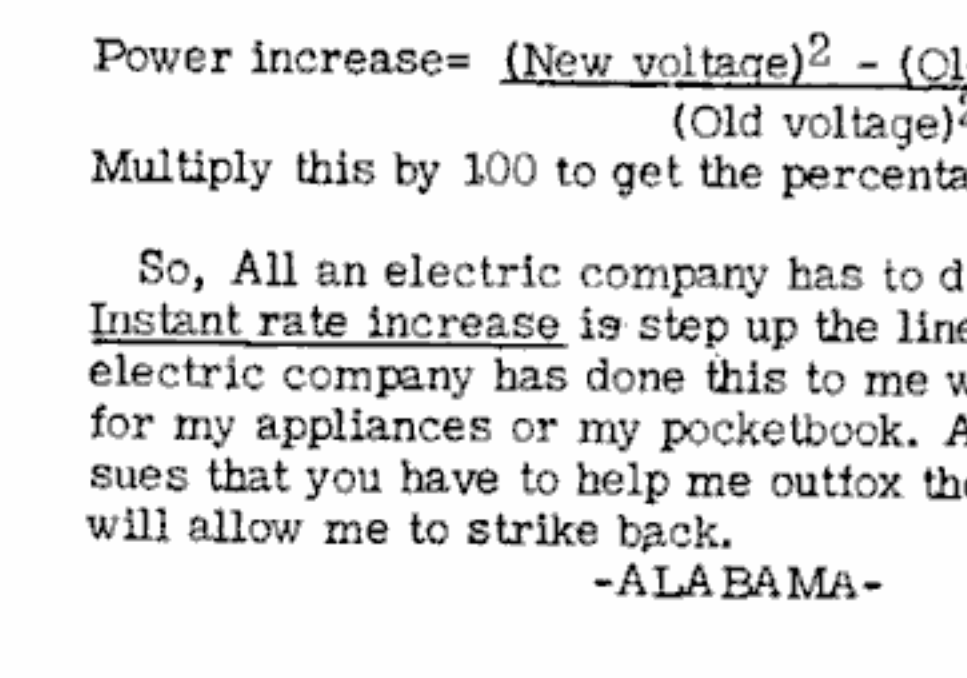 Power increase= (New voltage)² - (Ol
(Old voltage)²
Multiply this by 100 to get the percenta
So, All an electric company has to d
Instant rate increase is step up the line
electric company has done this to me w
for my appliances or my pocketbook. A
sues that you have to help me outfox the
will allow me to strike back.
-ALABAMA-